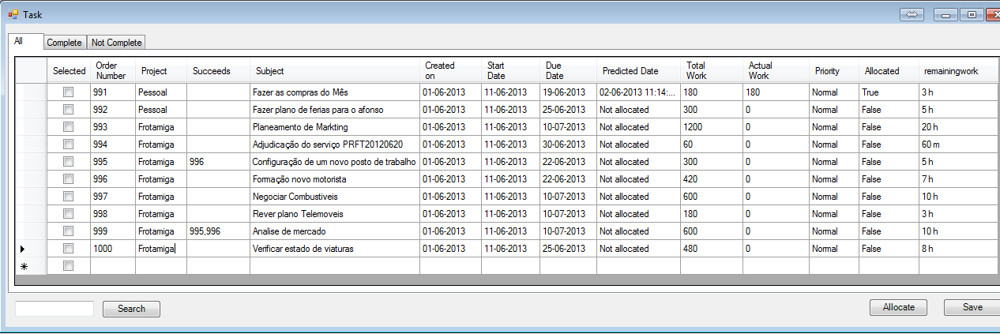 Task
All Complete Not Complete
Selected Order Number Project Succeeds Subject Created on Start Date Due Date Predicted Date Total Work Actual Work Priority Allocated remainingwork
991 Pessoal Fazer as compras do Mês 01-06-2013 11-06-2013 19-06-2013 02-06-2013 11:14:... 180 180 Normal True 3 h
992 Pessoal Fazer plano de ferias para o afonso 01-06-2013 11-06-2013 25-06-2013 Not allocated 300 0 Normal False 5 h
993 Frotamiga Planeamento de Markting 01-06-2013 11-06-2013 10-07-2013 Not allocated 1200 0 Normal False 20 h
994 Frotamiga Adjudicação do serviço PRFT20120620 01-06-2013 11-06-2013 30-06-2013 Not allocated 60 0 Normal False 60 m
995 Frotamiga 996 Configuração de um novo posto de trabalho 01-06-2013 11-06-2013 22-06-2013 Not allocated 300 0 Normal False 5 h
996 Frotamiga Formação novo motorista 01-06-2013 11-06-2013 22-06-2013 Not allocated 420 0 Normal False 7 h
997 Frotamiga Negociar Combustiveis 01-06-2013 11-06-2013 10-07-2013 Not allocated 600 0 Normal False 10 h
998 Frotamiga Rever plano Telemoveis 01-06-2013 11-06-2013 10-07-2013 Not allocated 180 0 Normal False 3 h
999 Frotamiga 995,996 Analise de mercado 01-06-2013 11-06-2013 10-07-2013 Not allocated 600 0 Normal False 10 h
1000 Frotamiga Verificar estado de viaturas 01-06-2013 11-06-2013 25-06-2013 Not allocated 480 0 Normal False 8 h
Search Allocate Save